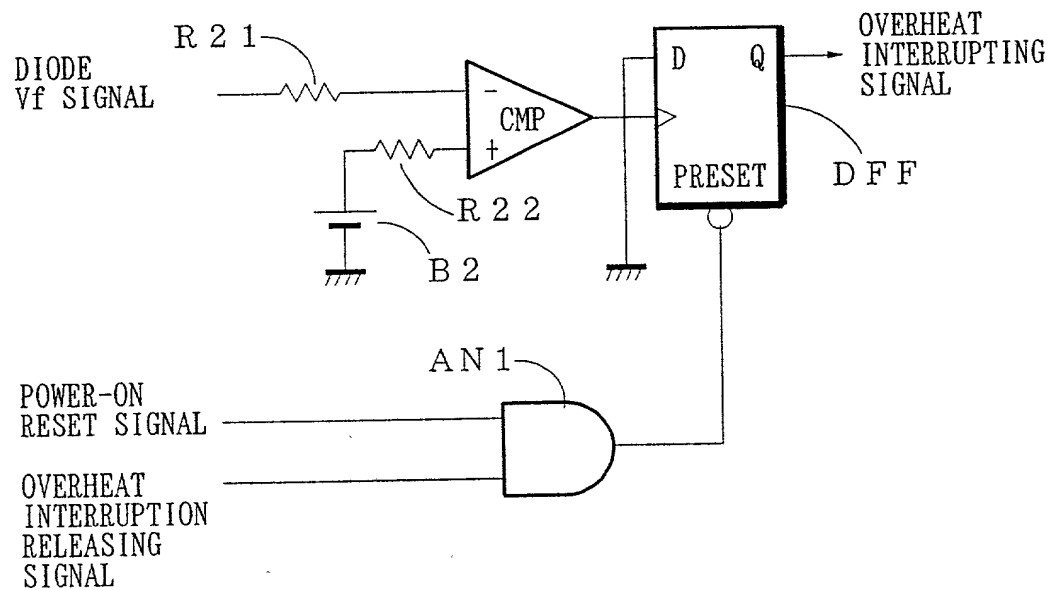 R21
DIODE
Vf SIGNAL
R22
B2
-
CMP
+
D
Q
PRESET
DFF
OVERHEAT
INTERRUPTING
SIGNAL
AN1
POWER-ON
RESET SIGNAL
OVERHEAT
INTERRUPTION
RELEASING
SIGNAL